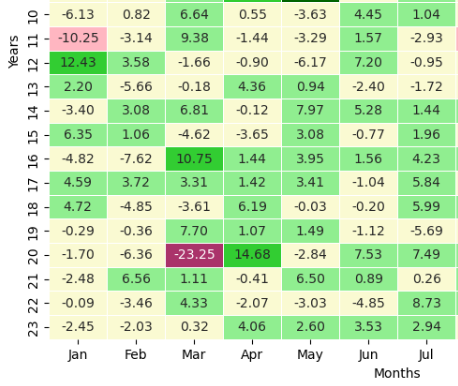 10 -6.13 0.82 6.64 0.55 -3.63 4.45 1.04
11 -10.25 -3.14 9.38 -1.44 -3.29 1.57 -2.93
12 12.43 3.58 -1.66 -0.90 -6.17 7.20 -0.95
13 2.20 -5.66 -0.18 4.36 0.94 -2.40 -1.72
14 -3.40 3.08 6.81 -0.12 7.97 5.28 1.44
15 6.35 1.06 -4.62 -3.65 3.08 -0.77 1.96
16 -4.82 -7.62 10.75 1.44 3.95 1.56 4.23
17 4.59 3.72 3.31 1.42 3.41 -1.04 5.84
18 4.72 -4.85 -3.61 6.19 -0.03 -0.20 5.99
19 -0.29 -0.36 7.70 1.07 1.49 -1.12 -5.69
20 -1.70 -6.36 -23.25 14.68 -2.84 7.53 7.49
21 -2.48 6.56 1.11 -0.41 6.50 0.89 0.26
22 -0.09 -3.46 4.33 -2.07 -3.03 -4.85 8.73
23 -2.45 -2.03 0.32 4.06 2.60 3.53 2.94
Years
Jan Feb Mar Apr May Jun Jul
Months